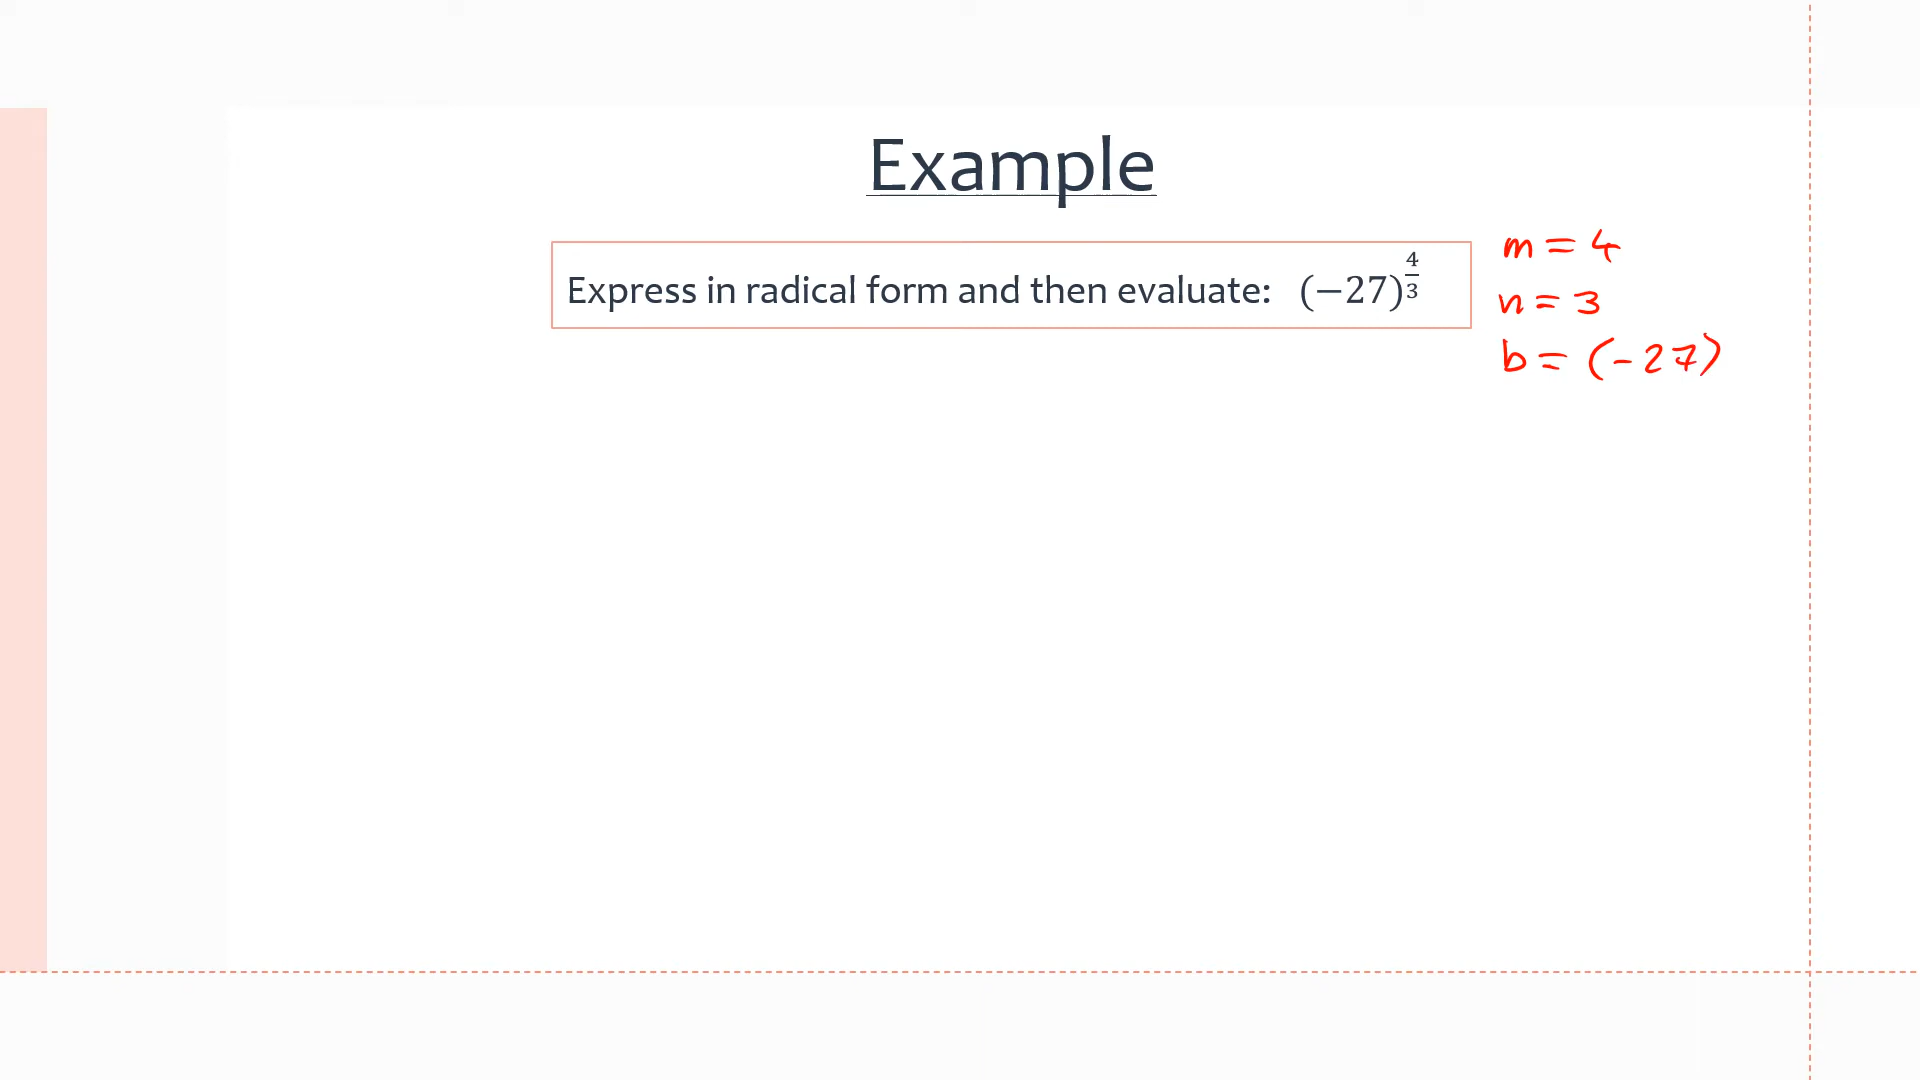 Example
Express in radical form and then evaluate: (−27)^(4/3)
m = 4
n = 3
b = (-27)